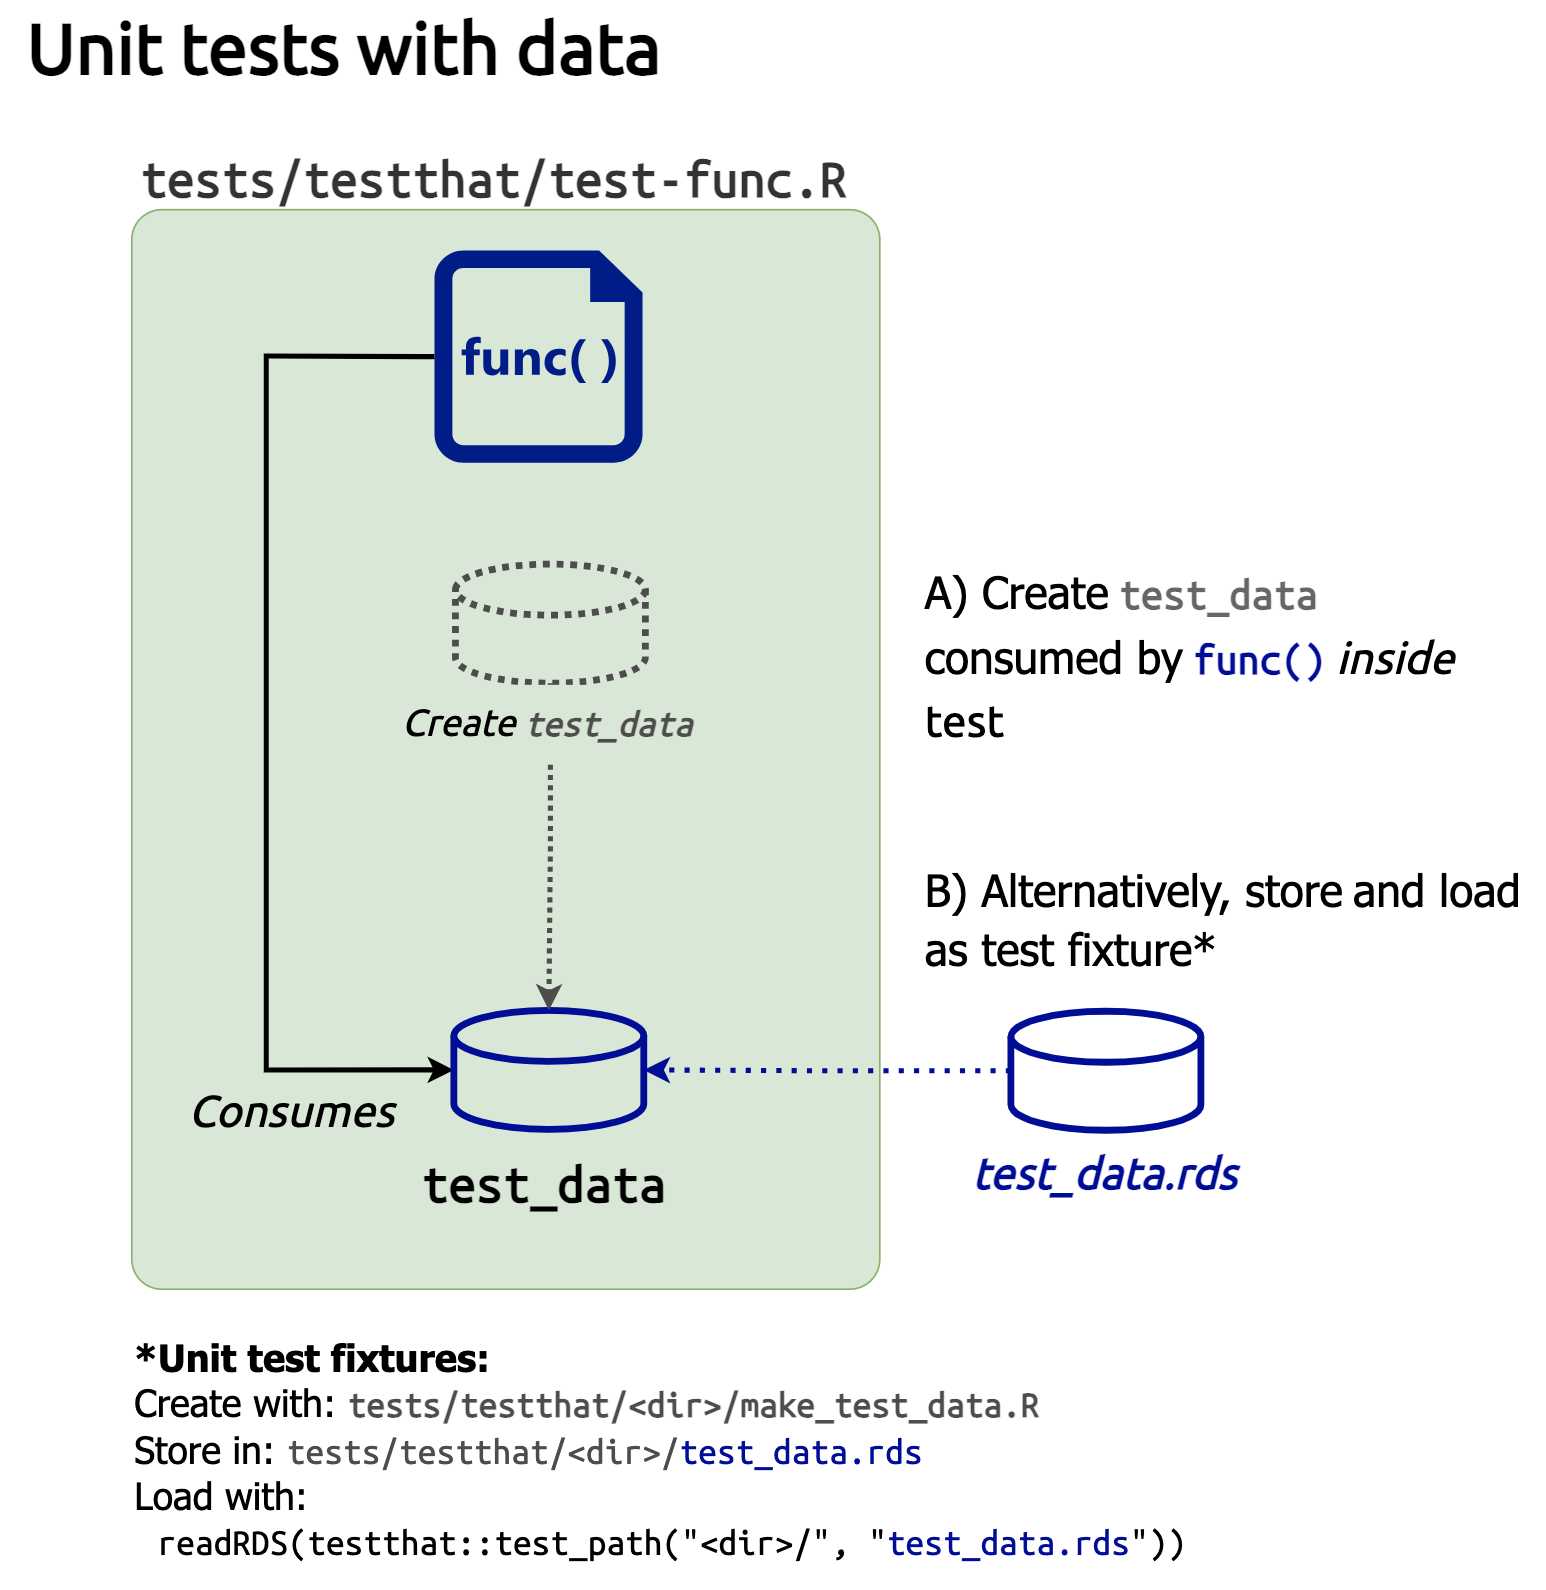 Unit tests with data
tests/testthat/test-func.R
func( )
A) Create test_data
consumed by func() inside
test
Create test_data
B) Alternatively, store and load
as test fixture*
Consumes
test_data
test_data.rds
*Unit test fixtures:
Create with: tests/testthat/<dir>/make_test_data.R
Store in: tests/testthat/<dir>/test_data.rds
Load with:
readRDS(testthat::test_path("<dir>/", "test_data.rds"))